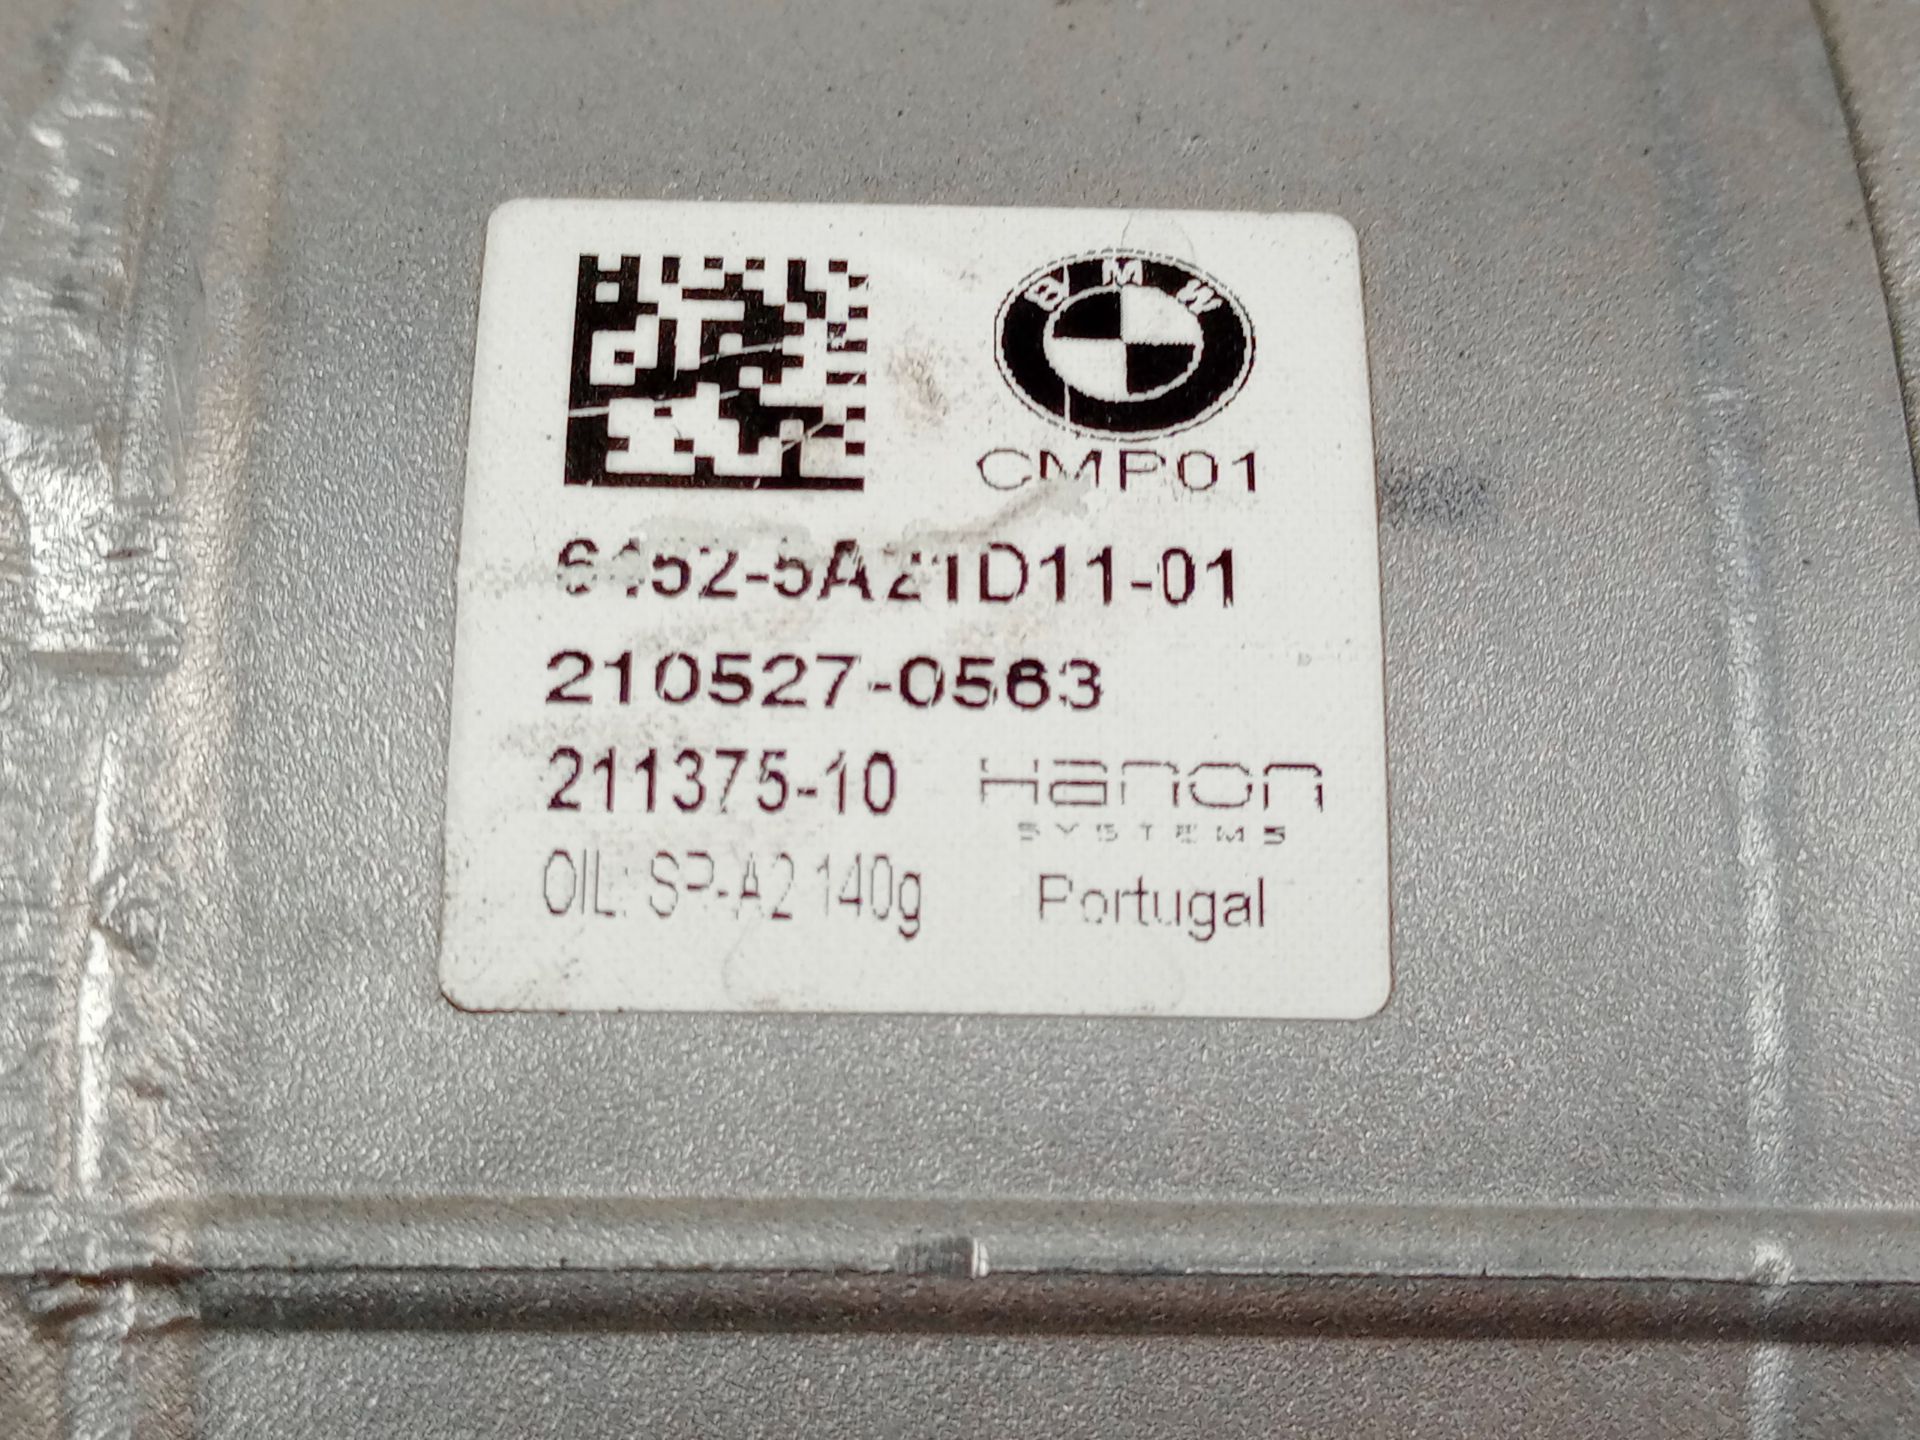 BMW
CMP01
6452-5A21D11-01
210527-0563
211375-10
Hanon
SYSTEMS
OIL: SP-A2 140g
Portugal